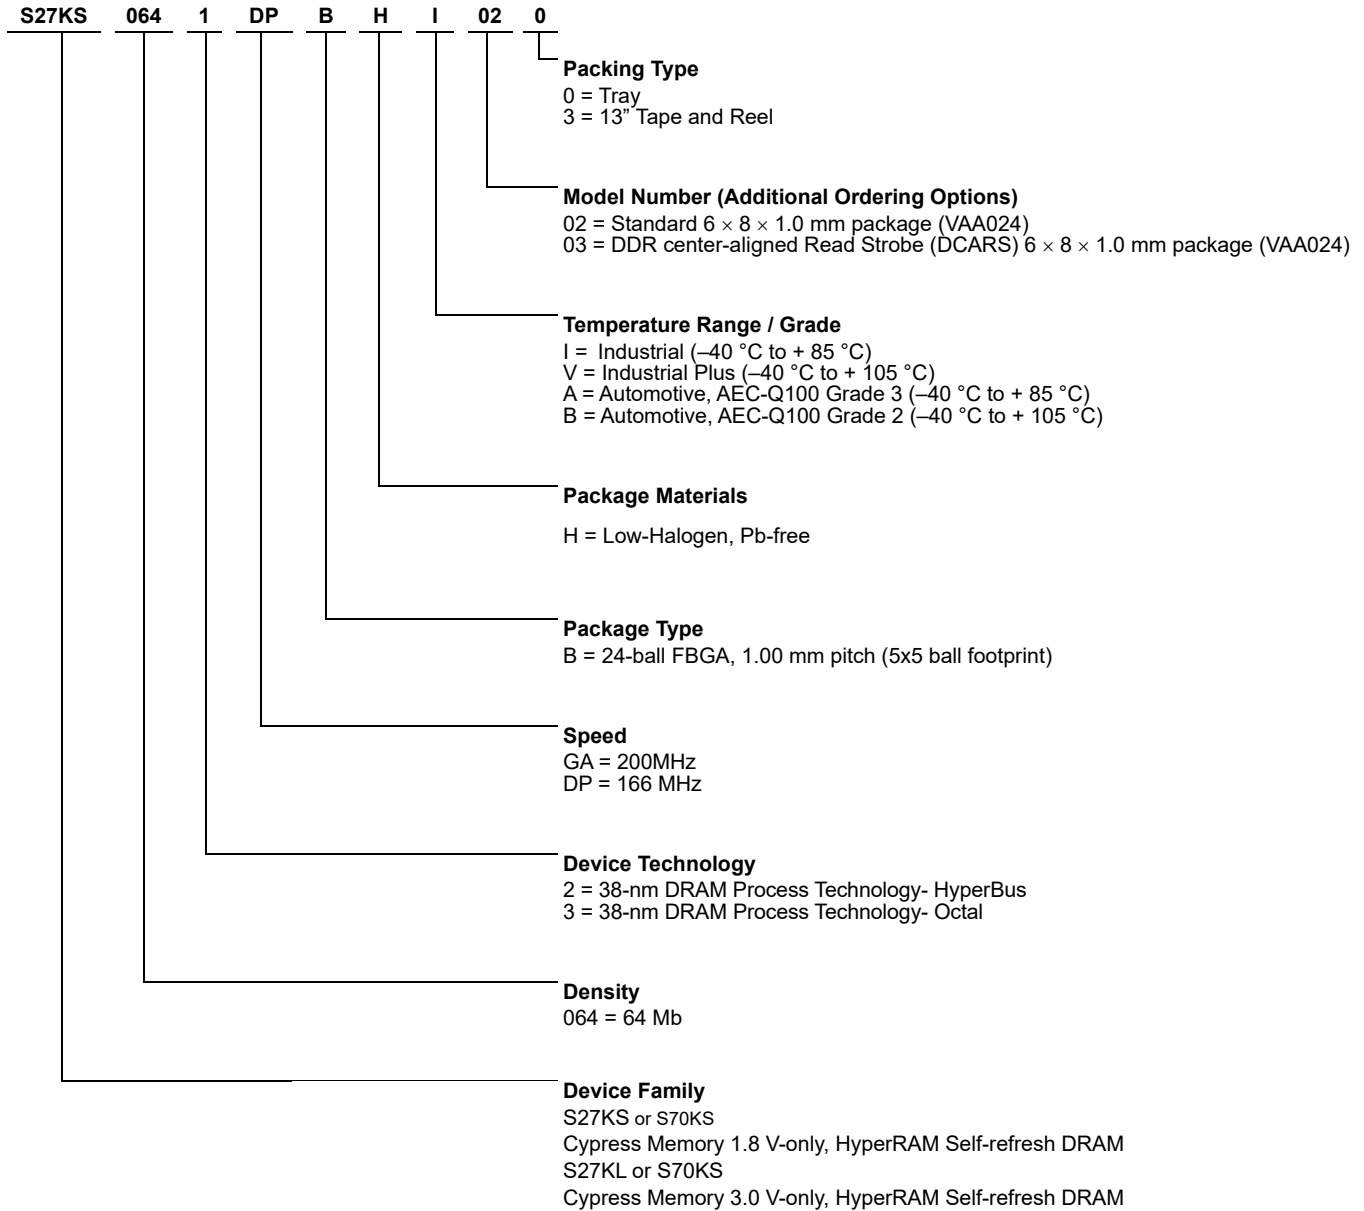 S27KS 064 1 DP B H I 02 0
Packing Type
0 = Tray
3 = 13” Tape and Reel
Model Number (Additional Ordering Options)
02 = Standard 6 × 8 × 1.0 mm package (VAA024)
03 = DDR center-aligned Read Strobe (DCARS) 6 × 8 × 1.0 mm package (VAA024)
Temperature Range / Grade
I = Industrial (–40 °C to + 85 °C)
V = Industrial Plus (–40 °C to + 105 °C)
A = Automotive, AEC-Q100 Grade 3 (–40 °C to + 85 °C)
B = Automotive, AEC-Q100 Grade 2 (–40 °C to + 105 °C)
Package Materials
H = Low-Halogen, Pb-free
Package Type
B = 24-ball FBGA, 1.00 mm pitch (5x5 ball footprint)
Speed
GA = 200MHz
DP = 166 MHz
Device Technology
2 = 38-nm DRAM Process Technology- HyperBus
3 = 38-nm DRAM Process Technology- Octal
Density
064 = 64 Mb
Device Family
S27KS or S70KS
Cypress Memory 1.8 V-only, HyperRAM Self-refresh DRAM
S27KL or S70KS
Cypress Memory 3.0 V-only, HyperRAM Self-refresh DRAM